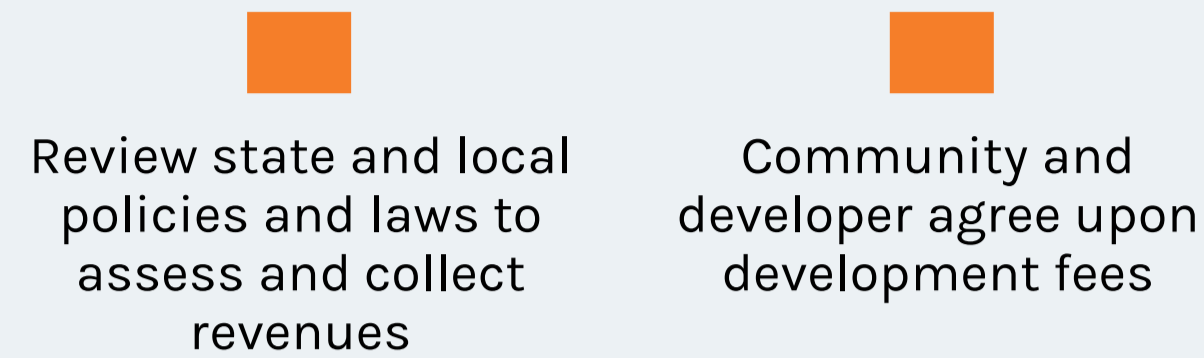 Review state and local
policies and laws to
assess and collect
revenues
Community and
developer agree upon
development fees